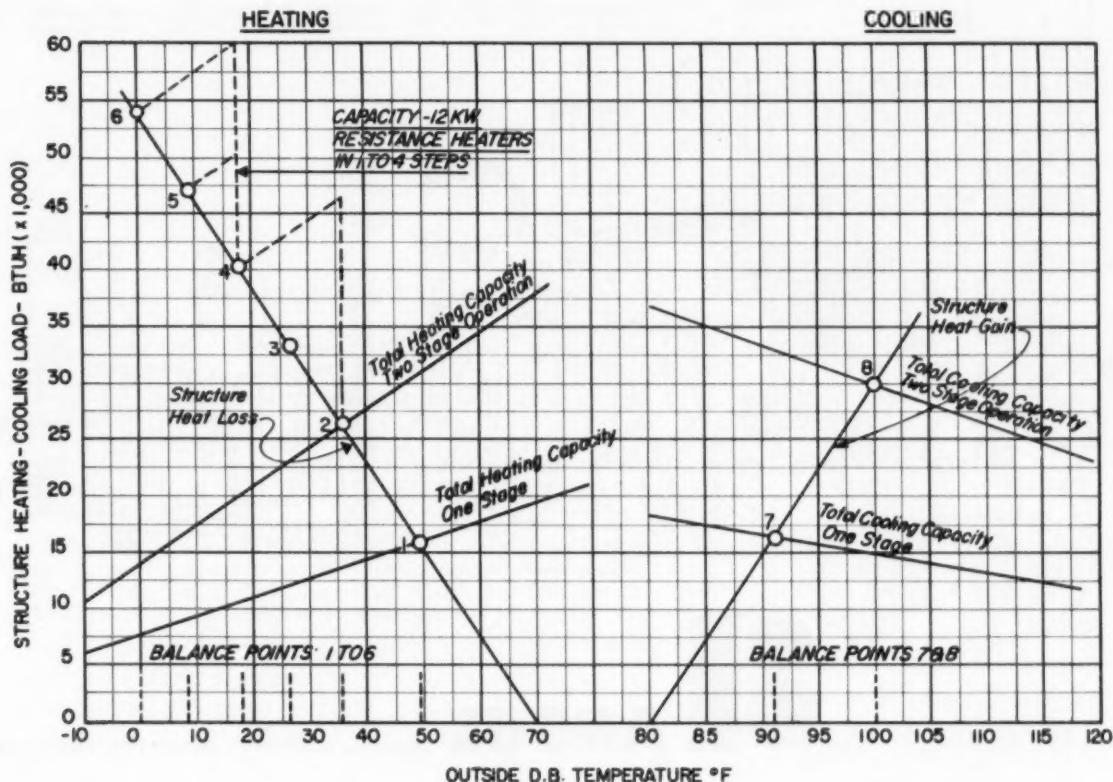 HEATING
COOLING
STRUCTURE HEATING-COOLING LOAD- BTUH (x 1,000)
60
55
50
45
40
35
30
25
20
15
10
5
0
CAPACITY-12 KW
RESISTANCE HEATERS
IN 1 TO 4 STEPS
6
5
4
3
2
1
Structure
Heat Loss
Total Heating Capacity
Two Stage Operation
Total Heating Capacity
One Stage
Structure
Heat Gain
8
Total Cooling Capacity
Two Stage Operation
7
Total Cooling Capacity
One Stage
BALANCE POINTS 1 TO 6
BALANCE POINTS 7&8
-10 0 10 20 30 40 50 60 70 80 90 100 105 110 115 120
OUTSIDE D.B. TEMPERATURE °F